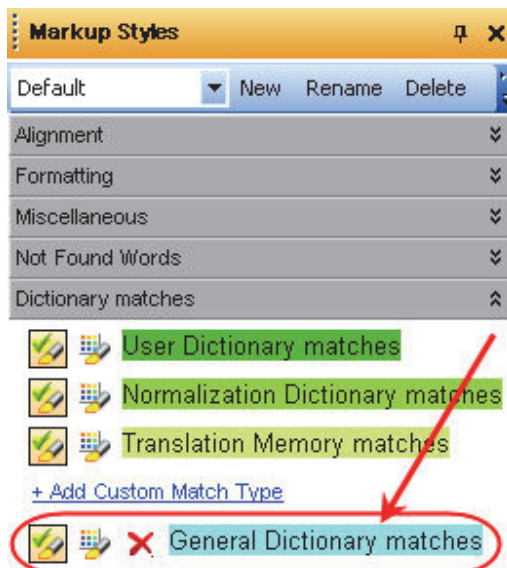 Markup Styles
Default New Rename Delete
Alignment
Formatting
Miscellaneous
Not Found Words
Dictionary matches
User Dictionary matches
Normalization Dictionary matches
Translation Memory matches
+ Add Custom Match Type
General Dictionary matches